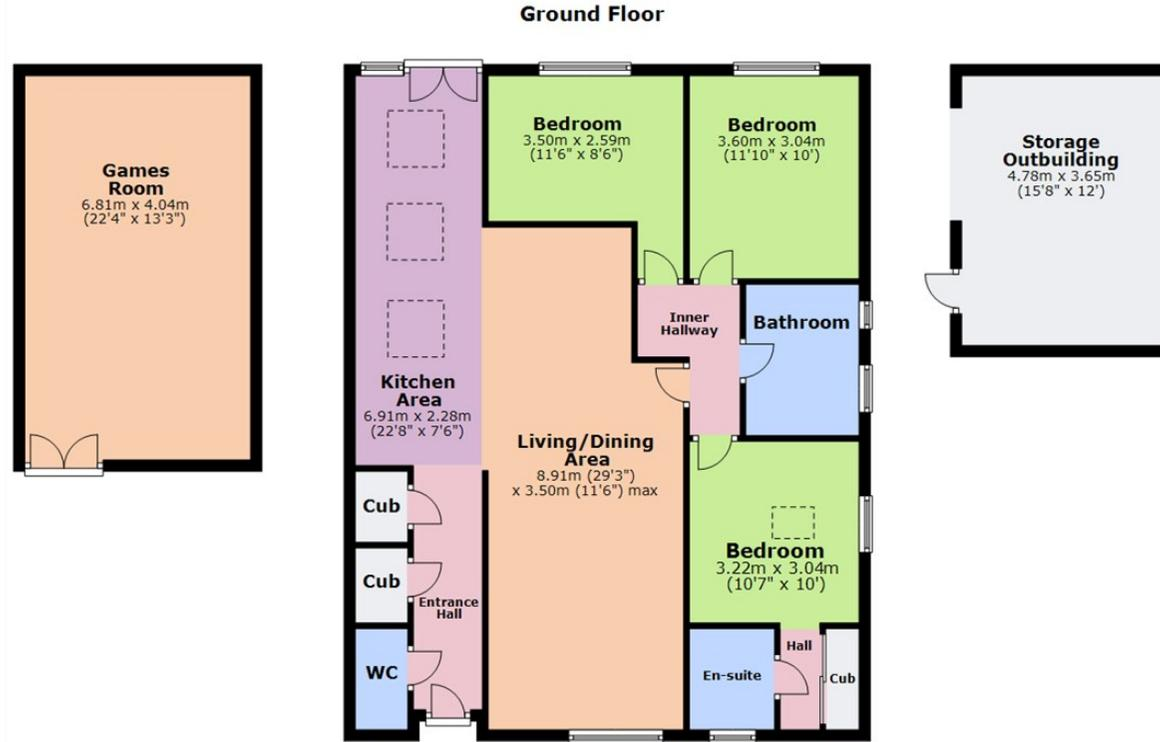 Ground Floor
Games
Room
6.81m x 4.04m
(22'4" x 13'3")
Bedroom
3.50m x 2.59m
(11'6" x 8'6")
Bedroom
3.60m x 3.04m
(11'10" x 10')
Storage
Outbuilding
4.78m x 3.65m
(15'8" x 12')
Inner
Hallway
Bathroom
Kitchen
Area
6.91m x 2.28m
(22'8" x 7'6")
Living/Dining
Area
8.91m (29'3")
x 3.50m (11'6") max
Cub
Cub
Entrance
Hall
WC
Bedroom
3.22m x 3.04m
(10'7" x 10')
Hall
En-suite
Cub